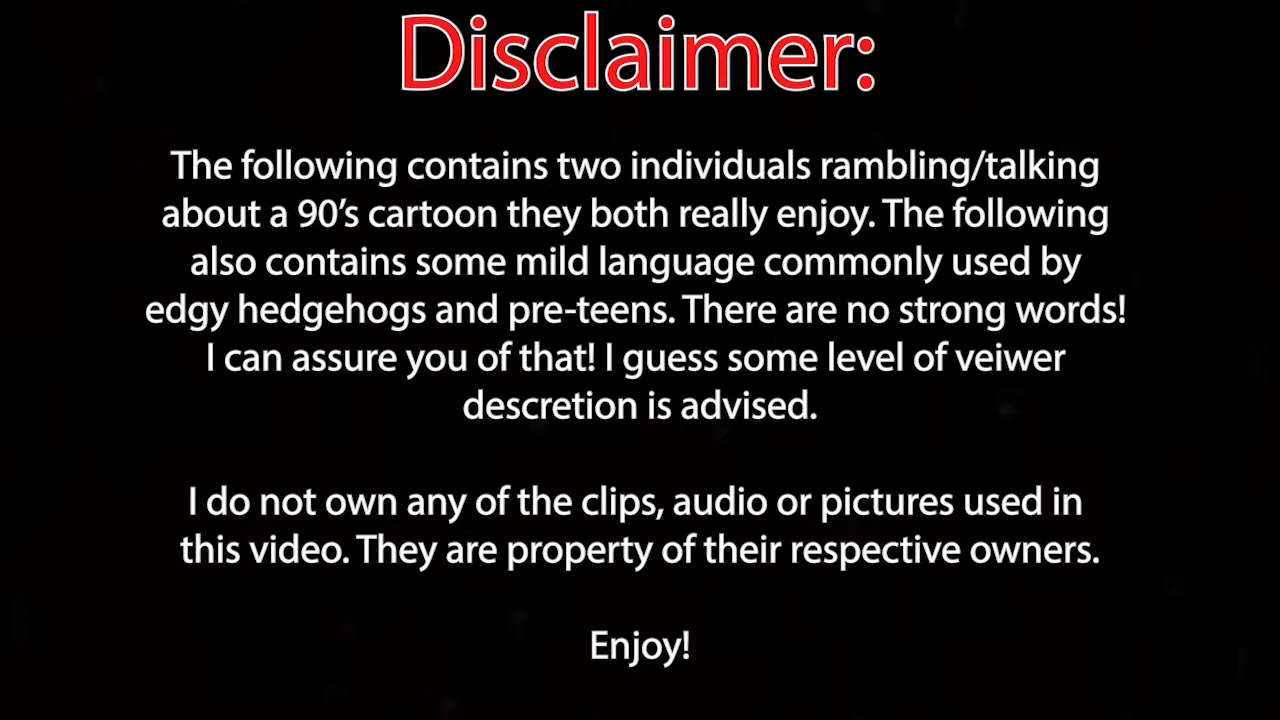 Disclaimer:
The following contains two individuals rambling/talking
about a 90’s cartoon they both really enjoy. The following
also contains some mild language commonly used by
edgy hedgehogs and pre-teens. There are no strong words!
I can assure you of that! I guess some level of veiwer
descretion is advised.
I do not own any of the clips, audio or pictures used in
this video. They are property of their respective owners.
Enjoy!